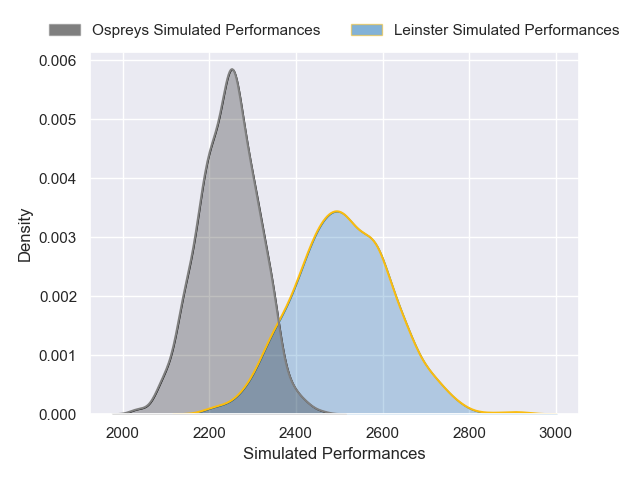 Ospreys Simulated Performances
Leinster Simulated Performances
0.006
0.005
0.004
0.003
0.002
0.001
0.000
Density
2000 2200 2400 2600 2800 3000
Simulated Performances